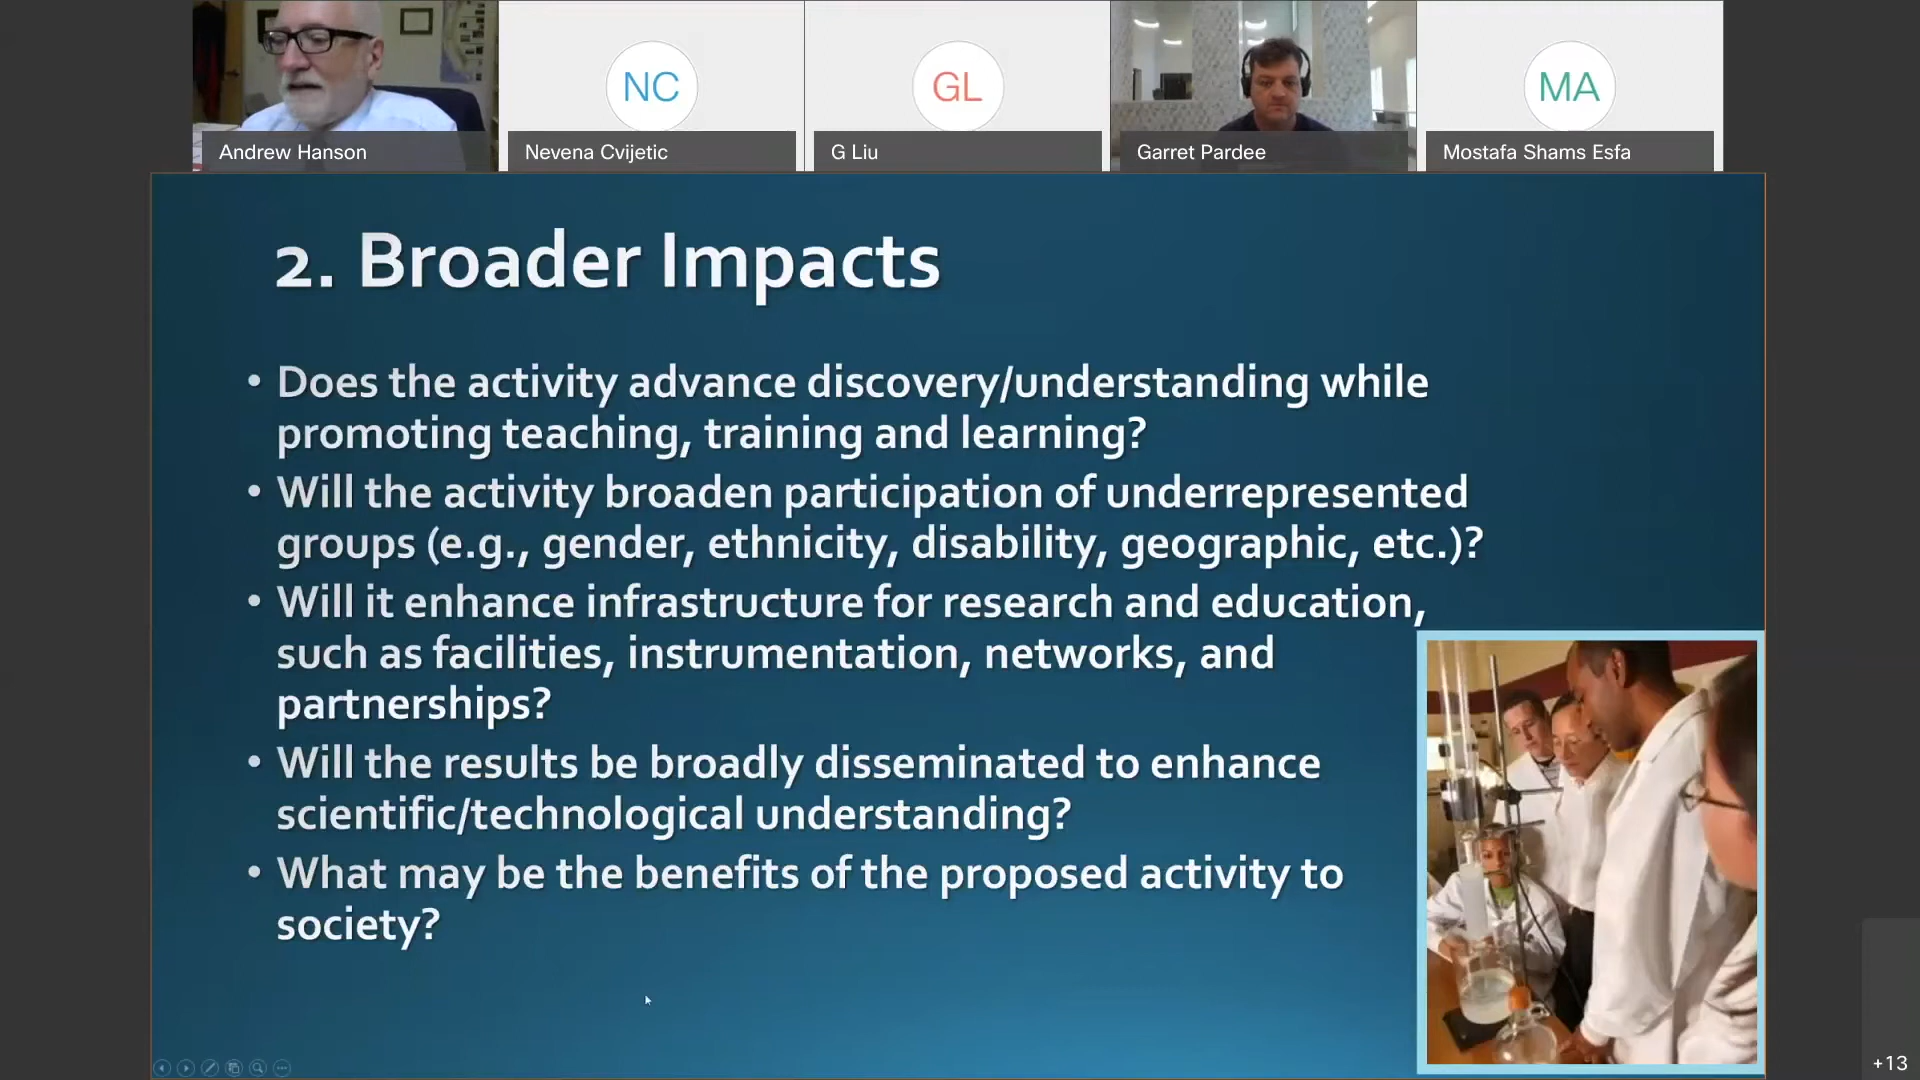 NC
GL
MA
Andrew Hanson
Nevena Cvijetic
G Liu
Garret Pardee
Mostafa Shams Esfa
2. Broader Impacts
• Does the activity advance discovery/understanding while
promoting teaching, training and learning?
• Will the activity broaden participation of underrepresented
groups (e.g., gender, ethnicity, disability, geographic, etc.)?
• Will it enhance infrastructure for research and education,
such as facilities, instrumentation, networks, and
partnerships?
• Will the results be broadly disseminated to enhance
scientific/technological understanding?
• What may be the benefits of the proposed activity to
society?
+13